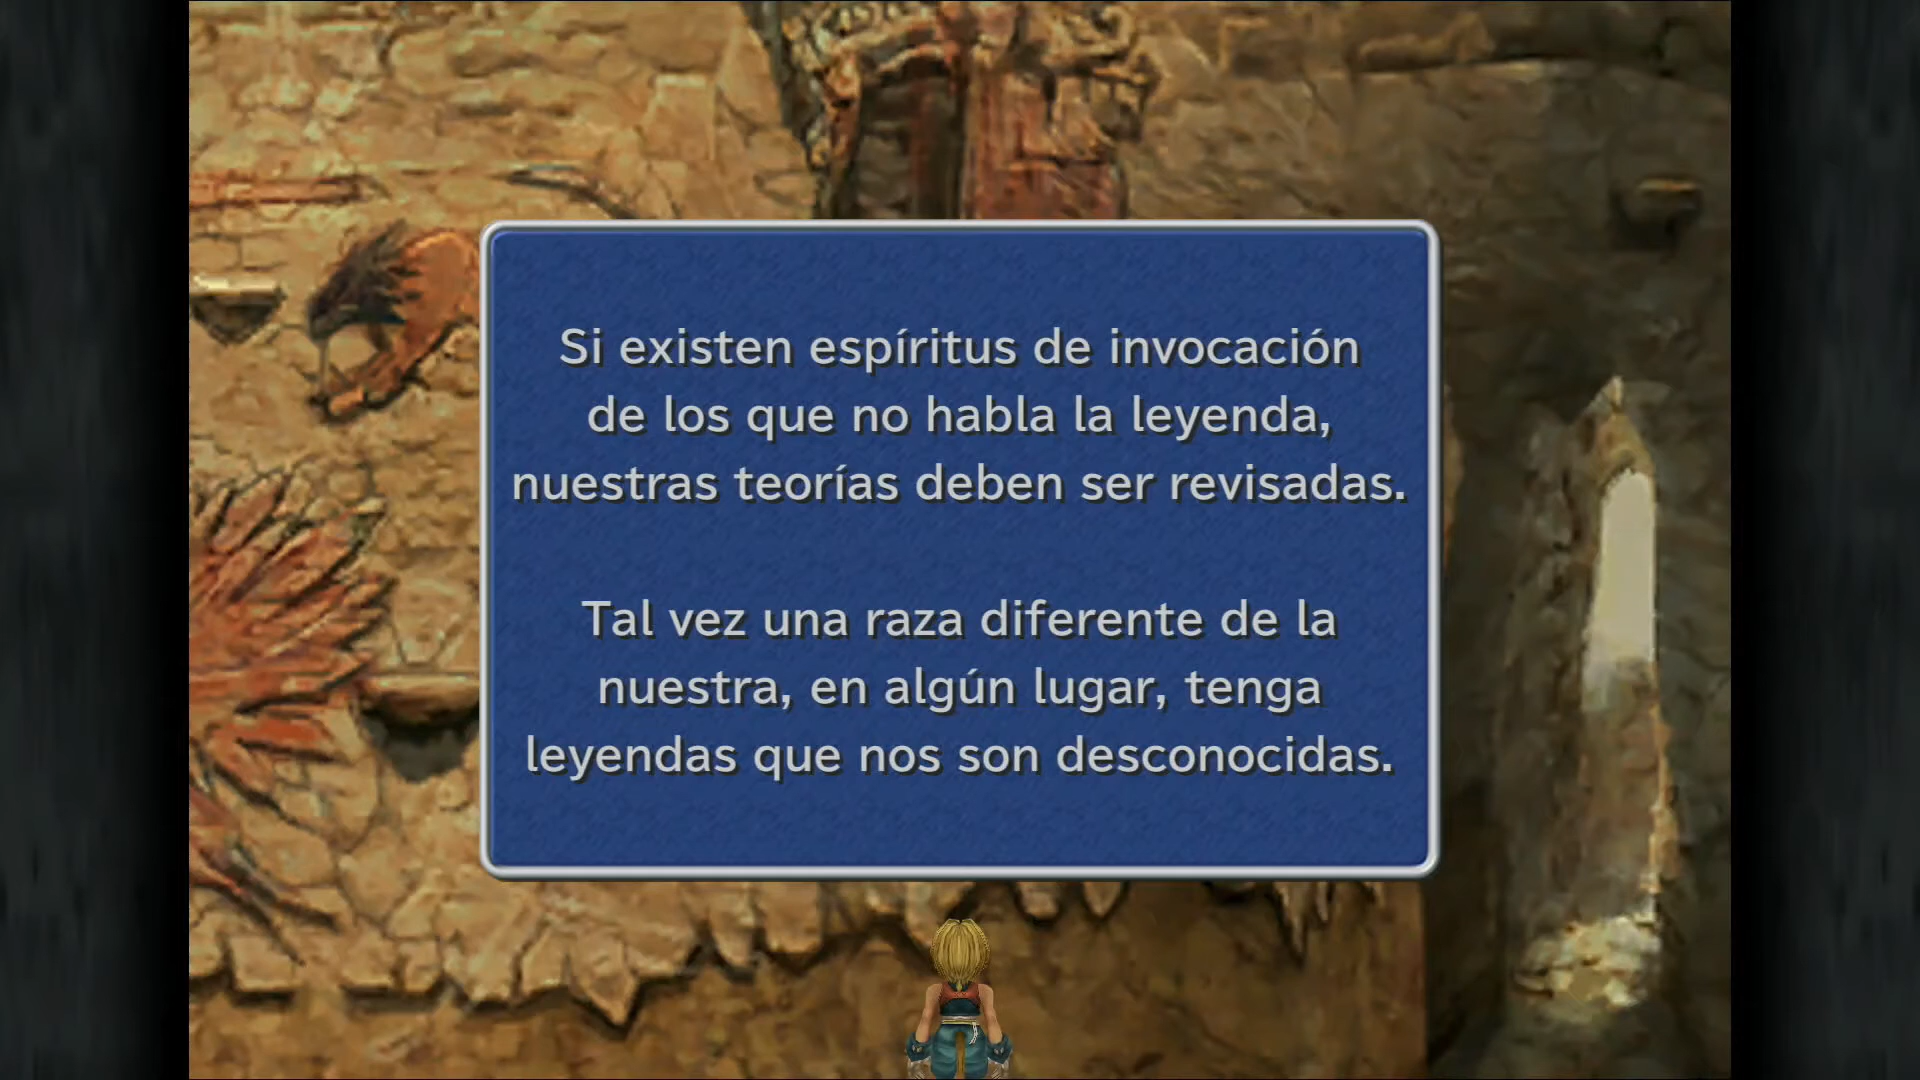 Si existen espíritus de invocación
de los que no habla la leyenda,
nuestras teorías deben ser revisadas.
Tal vez una raza diferente de la
nuestra, en algún lugar, tenga
leyendas que nos son desconocidas.